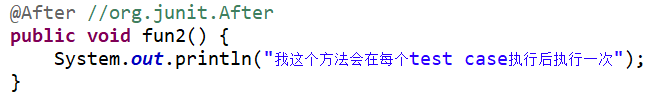 @After //org.junit.After
public void fun2() {
    System.out.println("我这个方法会在每个test case执行后执行一次");
}